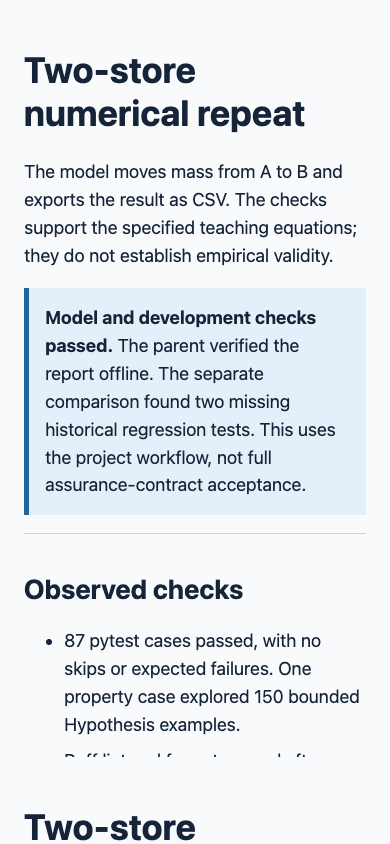 Two-store
numerical repeat
The model moves mass from A to B and
exports the result as CSV. The checks
support the specified teaching equations;
they do not establish empirical validity.
Model and development checks
passed. The parent verified the
report offline. The separate
comparison found two missing
historical regression tests. This uses
the project workflow, not full
assurance-contract acceptance.
Observed checks
• 87 pytest cases passed, with no
skips or expected failures. One
property case explored 150 bounded
Hypothesis examples.
Two-store